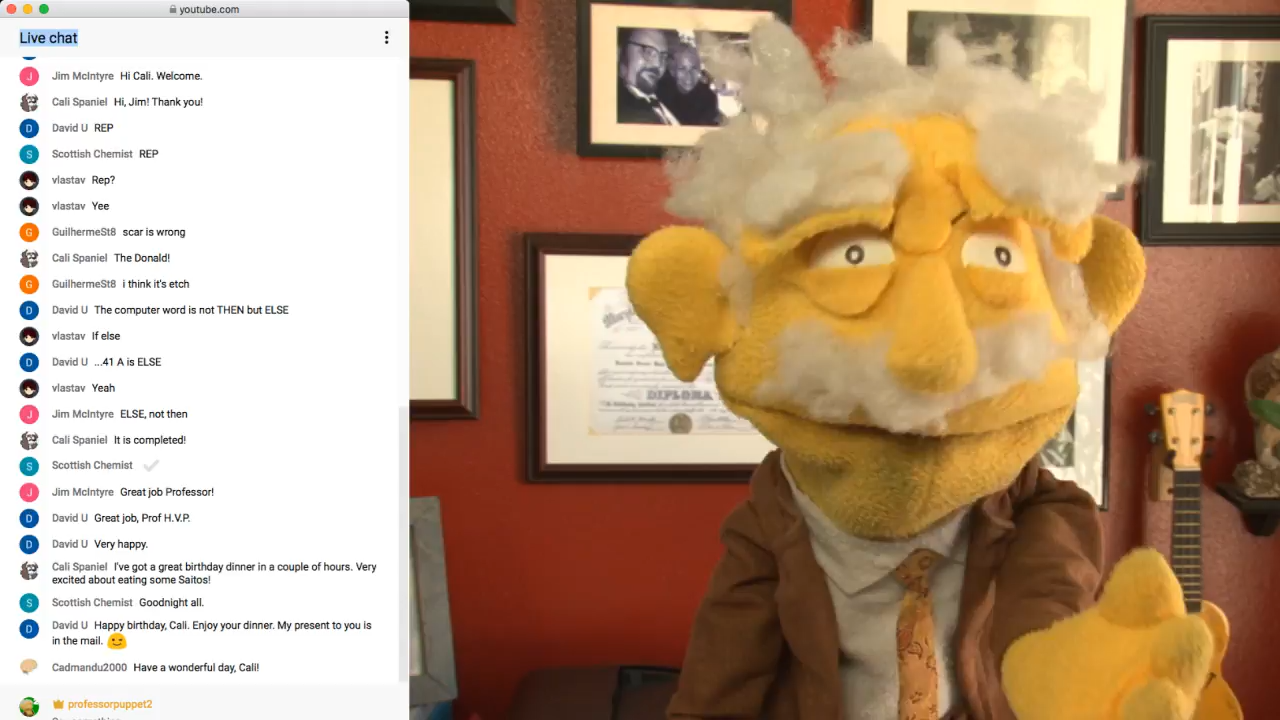 youtube.com
Live chat
Jim McIntyre Hi Cali. Welcome.
Cali Spaniel Hi, Jim! Thank you!
David U REP
Scottish Chemist REP
vlastav Rep?
vlastav Yee
GuilhermeSt8 scar is wrong
Cali Spaniel The Donald!
GuilhermeSt8 i think it's etch
David U The computer word is not THEN but ELSE
vlastav If else
David U ...41 A is ELSE
vlastav Yeah
Jim McIntyre ELSE, not then
Cali Spaniel It is completed!
Scottish Chemist
Jim McIntyre Great job Professor!
David U Great job, Prof H.V.P.
David U Very happy.
Cali Spaniel I've got a great birthday dinner in a couple of hours. Very
excited about eating some Saitos!
Scottish Chemist Goodnight all.
David U Happy birthday, Cali. Enjoy your dinner. My present to you is
in the mail.
Cadmandu2000 Have a wonderful day, Cali!
professorpuppet2
DIPLOMA